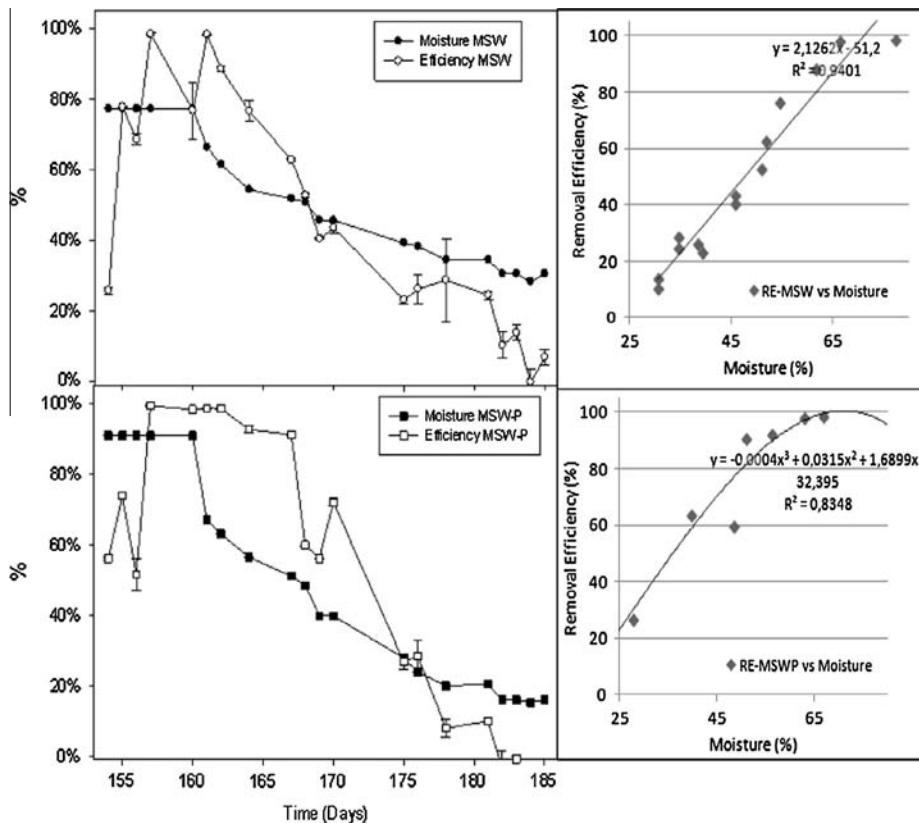 100%
80%
60%
40%
20%
0%
%
Moisture MSW
Efficiency MSW
100
80
60
40
20
0
Removal Efficiency (%)
y = 2,1262x - 51,2
R² = 0,9401
RE-MSW vs Moisture
25 45 65
Moisture (%)
100%
80%
60%
40%
20%
0%
%
Moisture MSW-P
Efficiency MSW-P
155 160 165 170 175 180 185
Time (Days)
100
80
60
40
20
0
Removal Efficiency (%)
y = -0,0004x³ + 0,0315x² + 1,6899x
32,395
R² = 0,8348
RE-MSWP vs Moisture
25 45 65
Moisture (%)